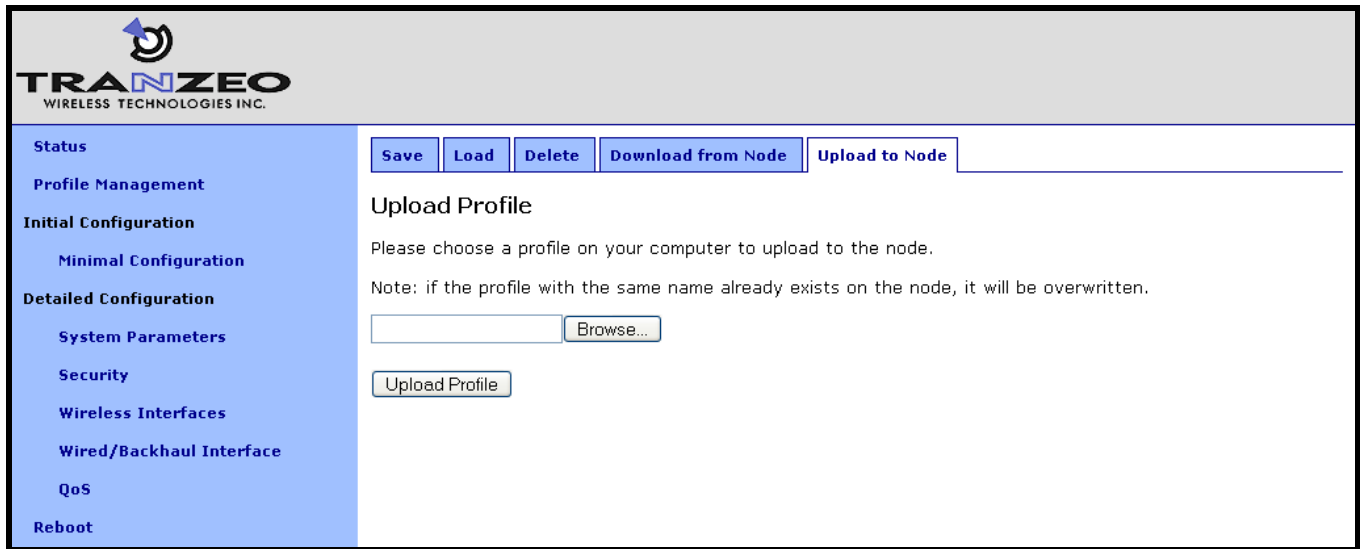 TRANZEO
WIRELESS TECHNOLOGIES INC.
Status
Profile Management
Initial Configuration
Minimal Configuration
Detailed Configuration
System Parameters
Security
Wireless Interfaces
Wired/Backhaul Interface
QoS
Reboot
Save Load Delete Download from Node Upload to Node
Upload Profile
Please choose a profile on your computer to upload to the node.
Note: if the profile with the same name already exists on the node, it will be overwritten.
Browse...
Upload Profile